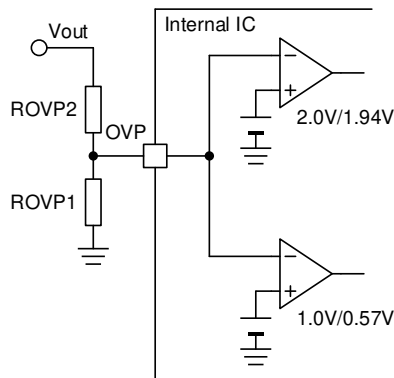 Internal IC
Vout
ROVP2
OVP
ROVP1
2.0V/1.94V
1.0V/0.57V